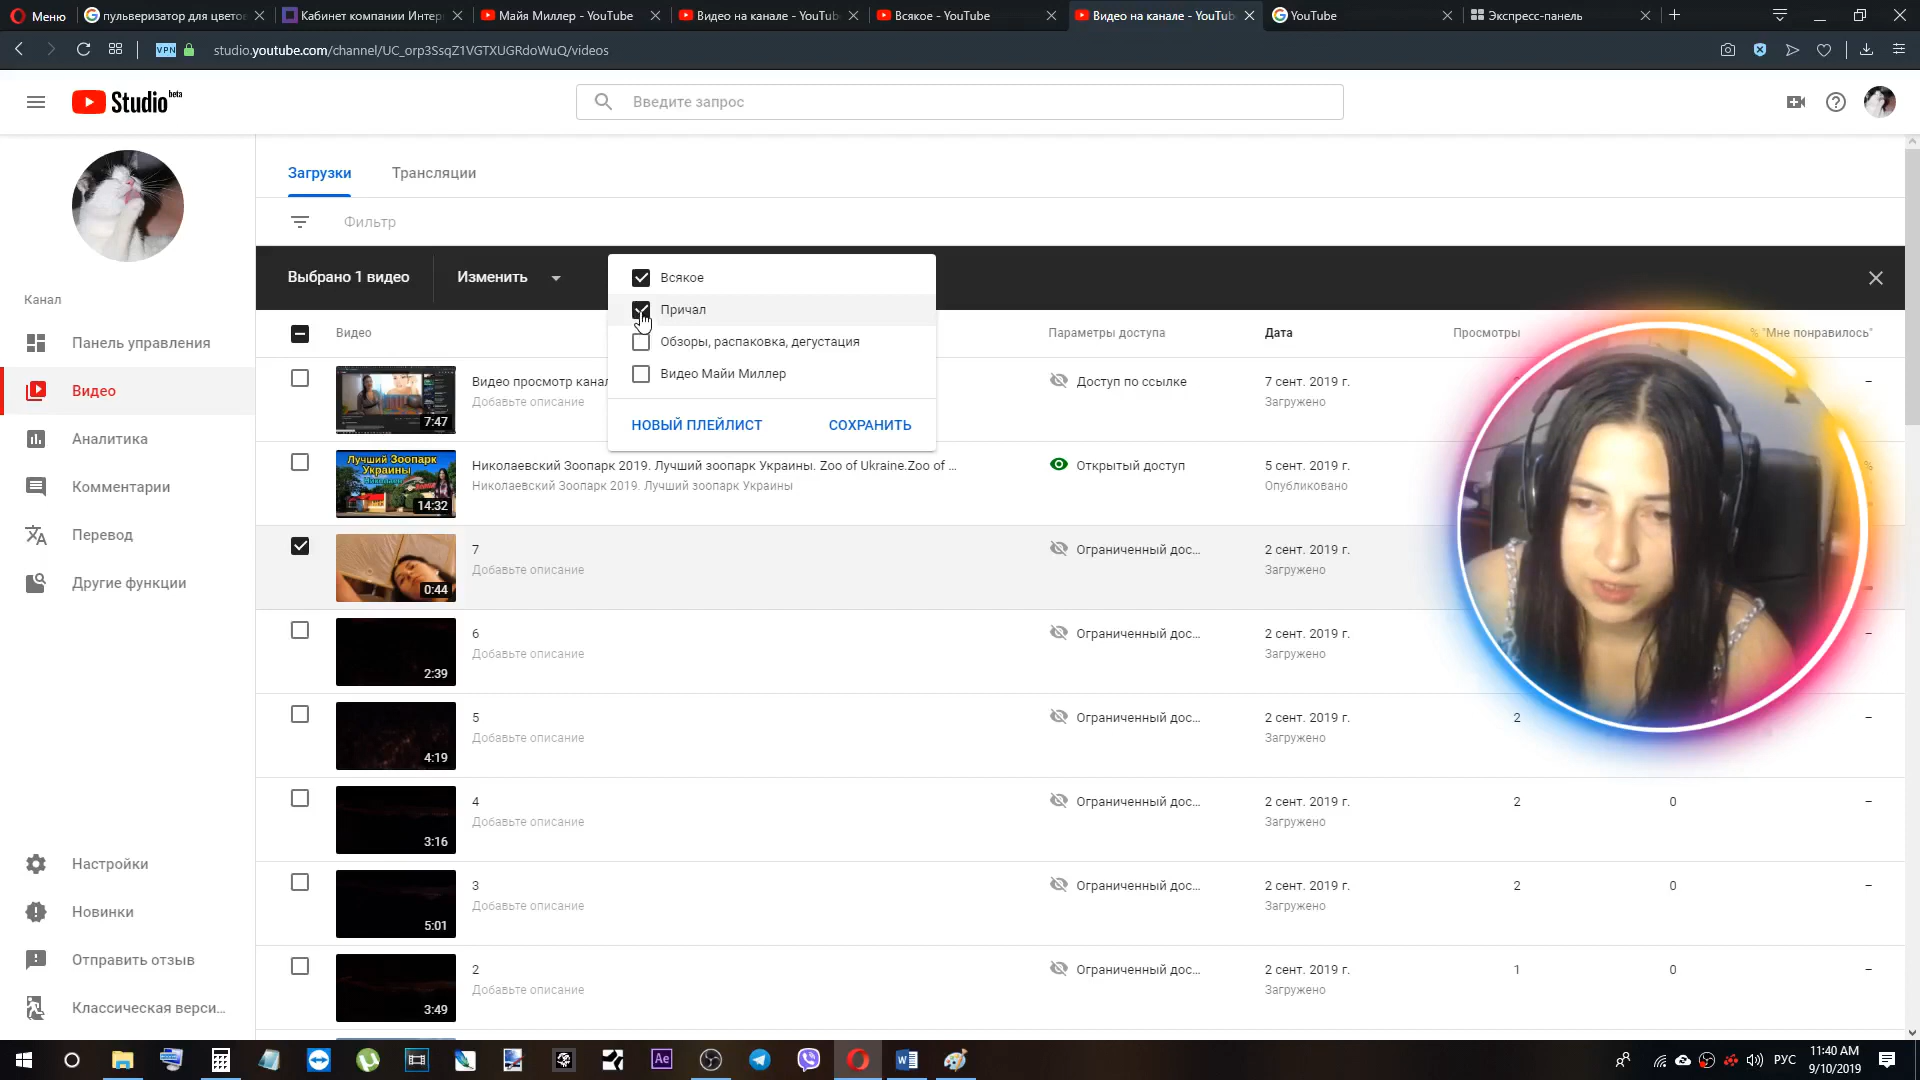 Меню
пульверизатор для цвето
Кабинет компании Интер
Майя Миллер - YouTube
Видео на канале - YouTub
Всякое - YouTube
Видео на канале - YouTub
YouTube
Экспресс-панель
VPN
studio.youtube.com/channel/UC_orp3SsqZ1VGTXUGRdoWuQ/videos
Studio beta
Введите запрос
Загрузки
Трансляции
Фильтр
Выбрано 1 видео
Изменить
Всякое
Причал
Обзоры, распаковка, дегустация
Видео Майи Миллер
НОВЫЙ ПЛЕЙЛИСТ
СОХРАНИТЬ
Канал
Панель управления
Видео
Аналитика
Комментарии
Перевод
Другие функции
Настройки
Новинки
Отправить отзыв
Классическая верси...
Видео
Параметры доступа
Дата
Просмотры
% "Мне понравилось"
7:47
Видео просмотр канал
Добавьте описание
Доступ по ссылке
7 сент. 2019 г.
Загружено
–
Лучший Зоопарк
Украины
14:32
Николаевский Зоопарк 2019. Лучший зоопарк Украины. Zoo of Ukraine.Zoo of ...
Николаевский Зоопарк 2019. Лучший зоопарк Украины
Открытый доступ
5 сент. 2019 г.
Опубликовано
0:44
7
Добавьте описание
Ограниченный дос...
2 сент. 2019 г.
Загружено
2:39
6
Добавьте описание
Ограниченный дос...
2 сент. 2019 г.
Загружено
–
4:19
5
Добавьте описание
Ограниченный дос...
2 сент. 2019 г.
Загружено
2
–
3:16
4
Добавьте описание
Ограниченный дос...
2 сент. 2019 г.
Загружено
2
0
–
5:01
3
Добавьте описание
Ограниченный дос...
2 сент. 2019 г.
Загружено
2
0
–
3:49
2
Добавьте описание
Ограниченный дос...
2 сент. 2019 г.
Загружено
1
0
–
Ae
РУС
11:40 AM
9/10/2019